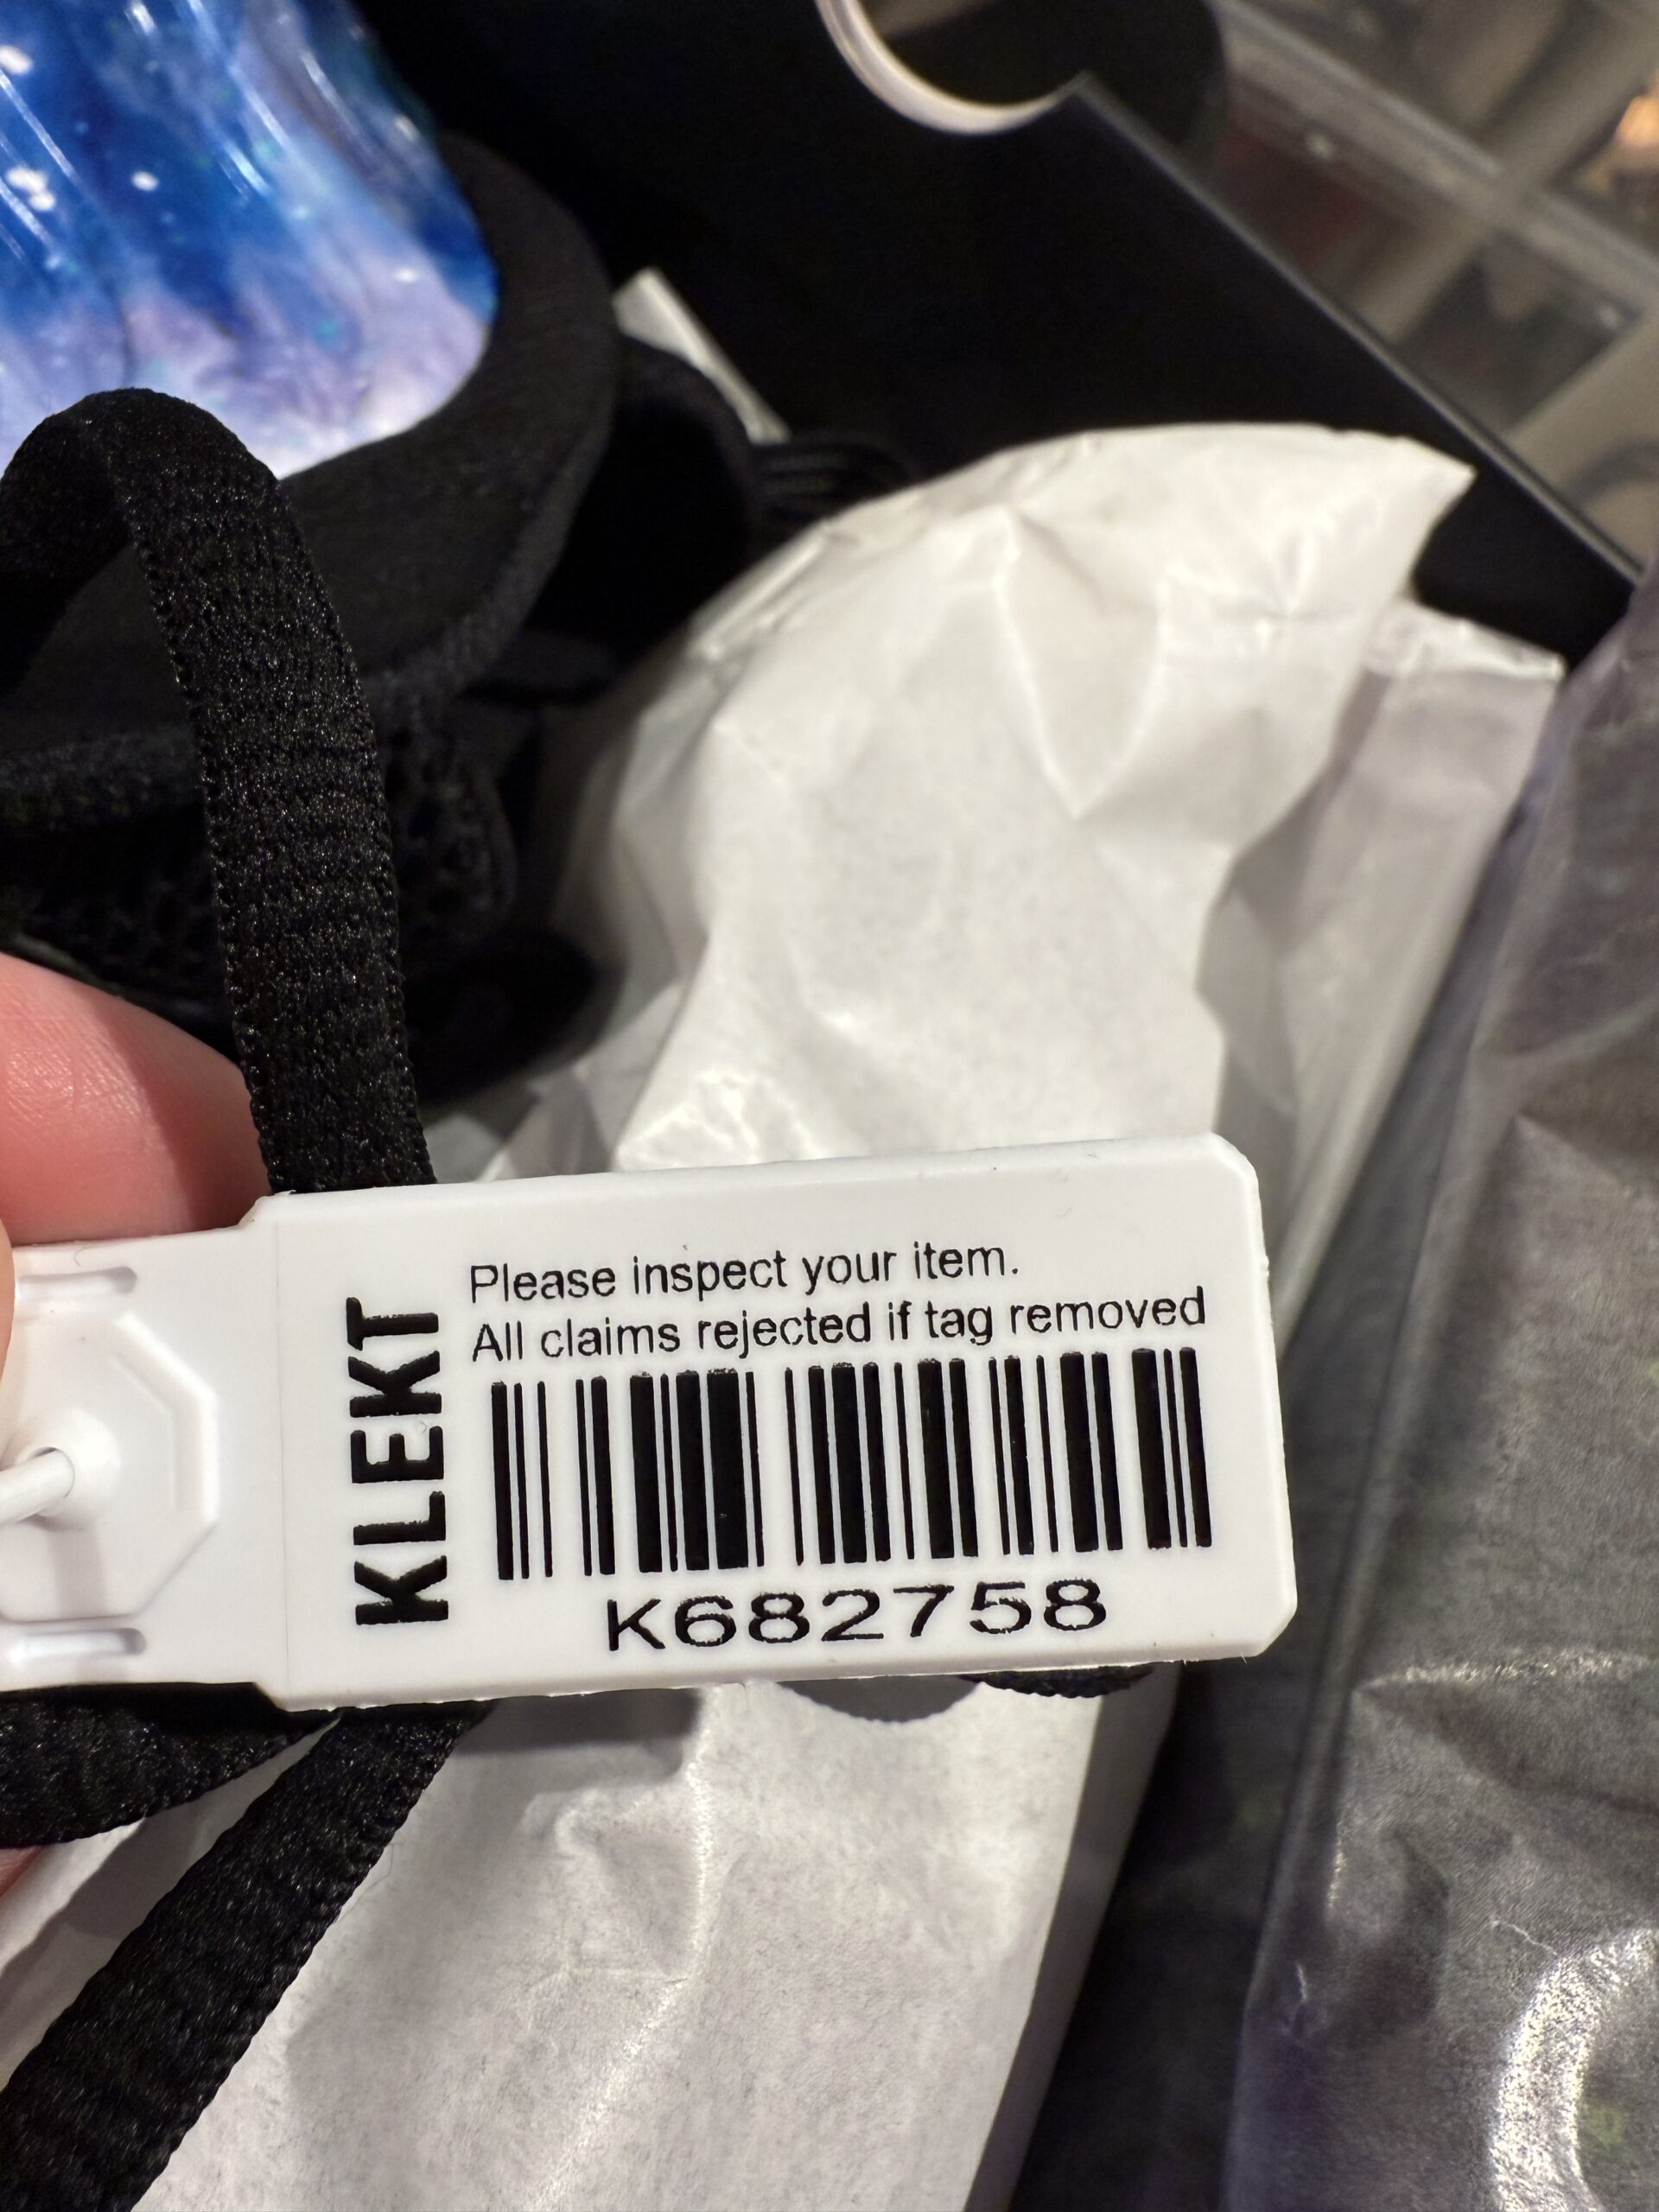 KLEKT
Please inspect your item.
All claims rejected if tag removed
K682758